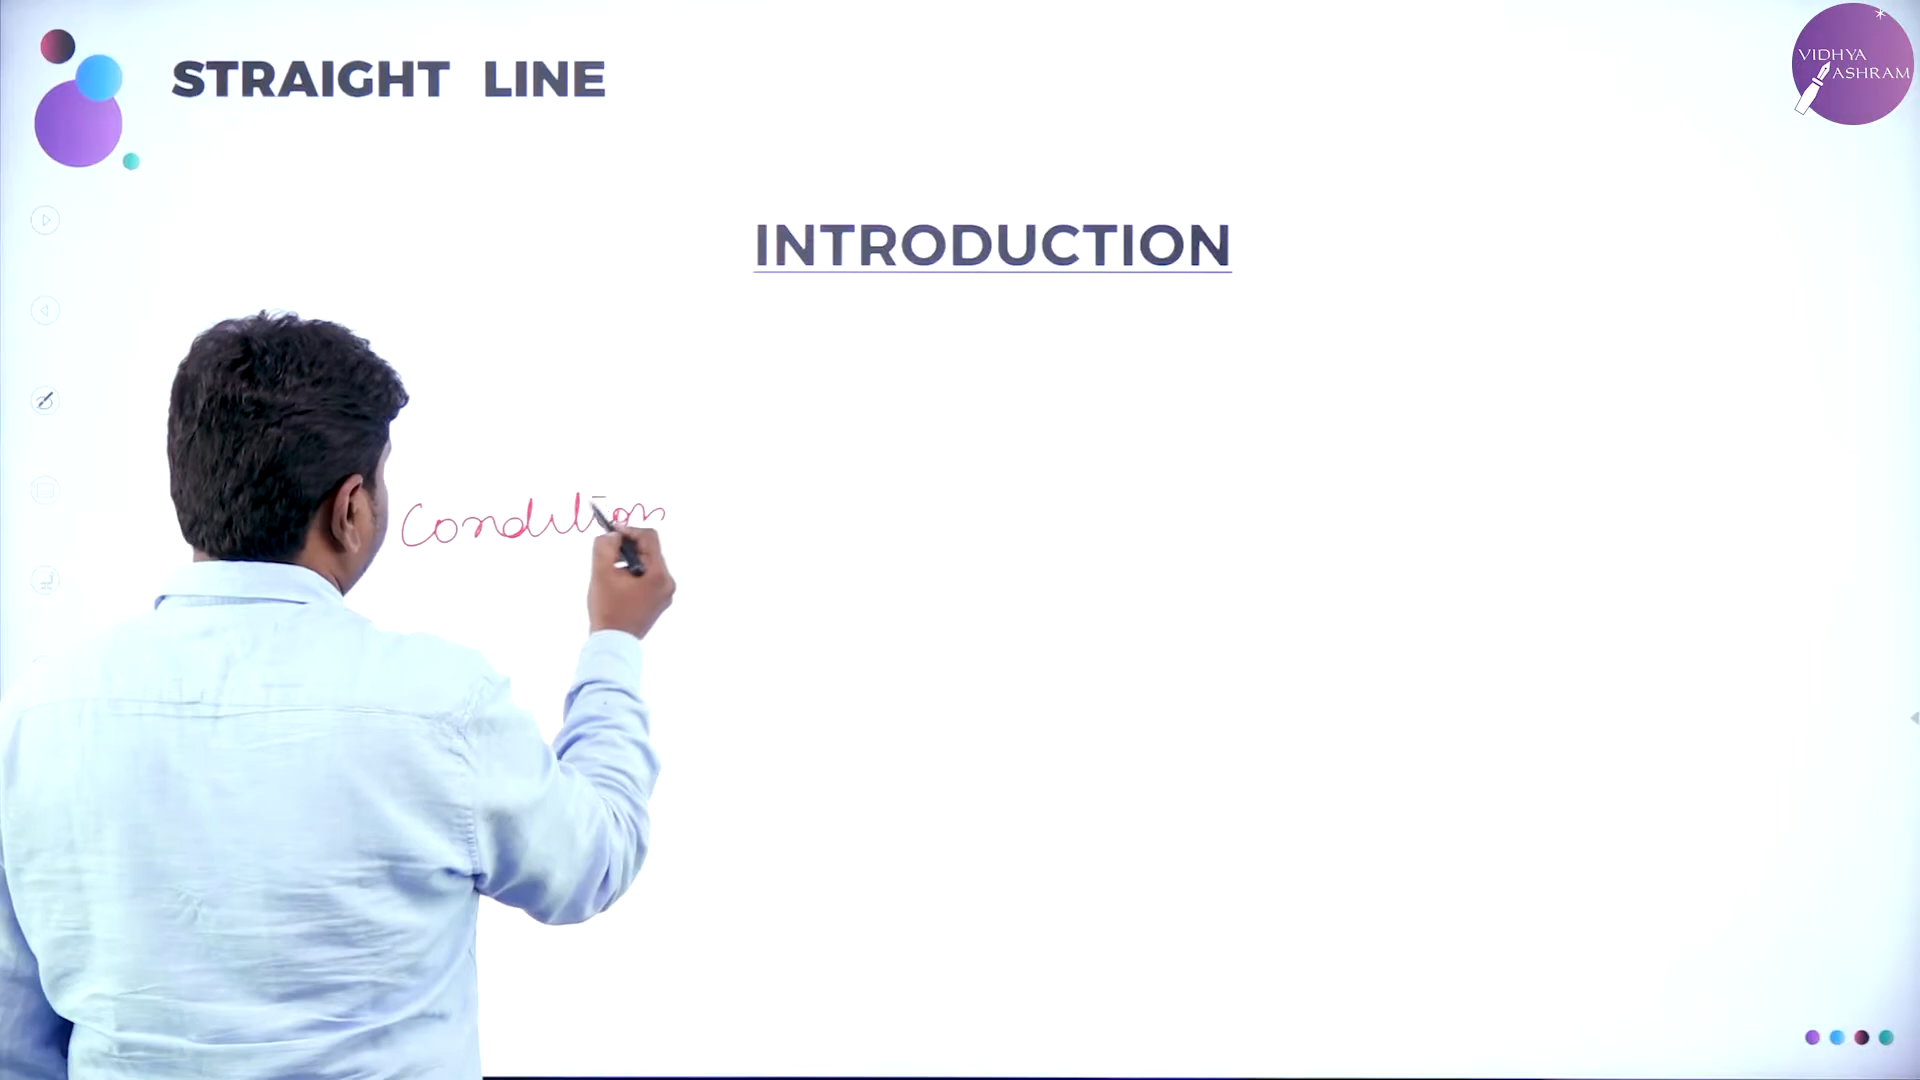 STRAIGHT LINE
VIDHYA
ASHRAM
INTRODUCTION
Condition